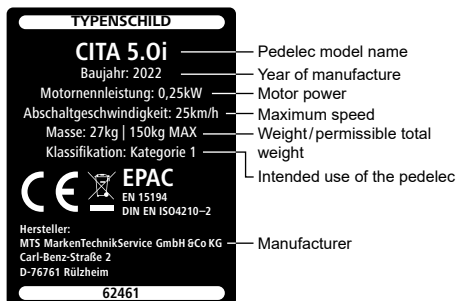 TYPENSCHILD
CITA 5.0i
Baujahr: 2022
Motornennleistung: 0,25kW
Abschaltgeschwindigkeit: 25km/h
Masse: 27kg | 150kg MAX
Klassifikation: Kategorie 1
CE
EPAC
EN 15194
DIN EN ISO4210–2
Hersteller:
MTS MarkenTechnikService GmbH &Co KG
Carl-Benz-Straße 2
D-76761 Rülzheim
62461
Pedelec model name
Year of manufacture
Motor power
Maximum speed
Weight/permissible total
weight
Intended use of the pedelec
Manufacturer